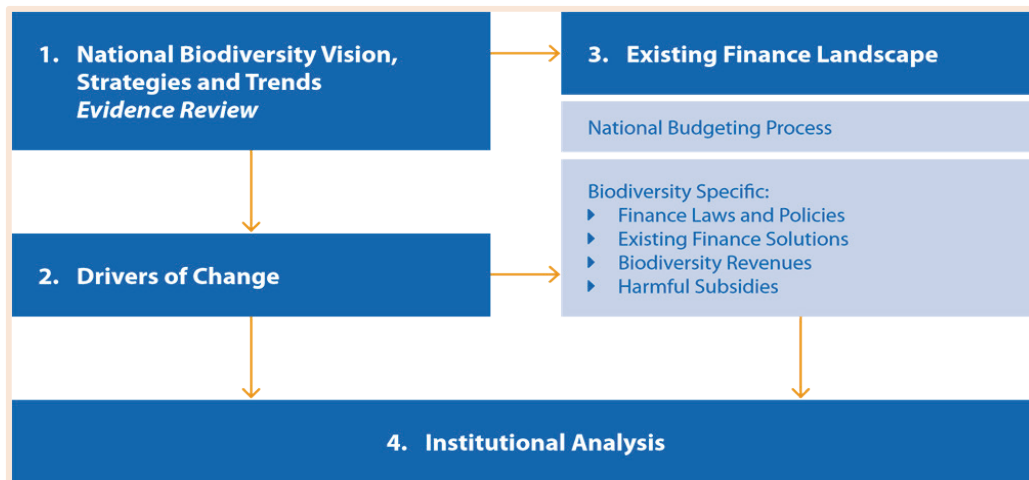 1. National Biodiversity Vision,
Strategies and Trends
Evidence Review
3. Existing Finance Landscape
National Budgeting Process
Biodiversity Specific:
Finance Laws and Policies
Existing Finance Solutions
Biodiversity Revenues
Harmful Subsidies
2. Drivers of Change
4. Institutional Analysis